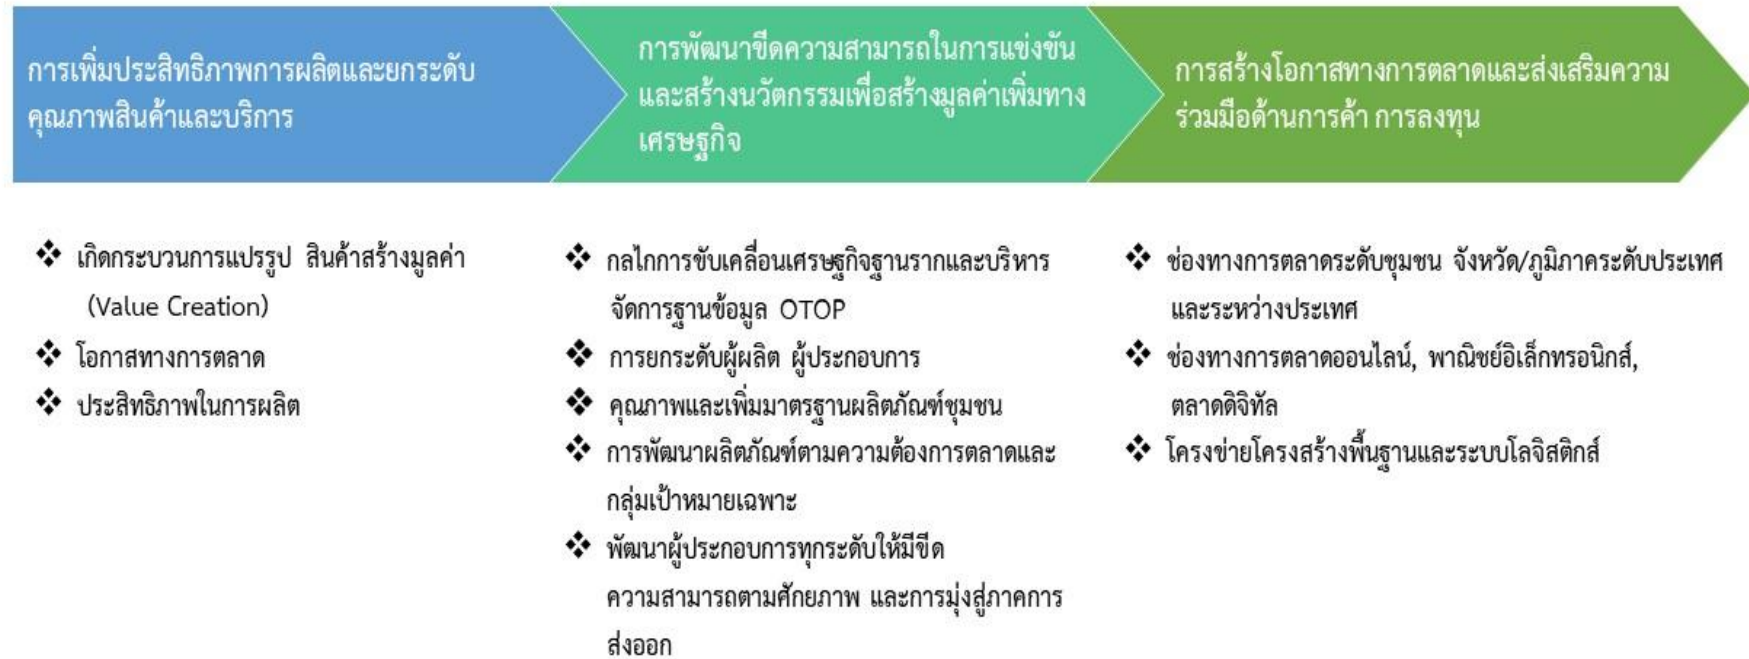 การเพิ่มประสิทธิภาพการผลิตและยกระดับ
คุณภาพสินค้าและบริการ
การพัฒนาขีดความสามารถในการแข่งขัน
และสร้างนวัตกรรมเพื่อสร้างมูลค่าเพิ่มทาง
เศรษฐกิจ
การสร้างโอกาสทางการตลาดและส่งเสริมความ
ร่วมมือด้านการค้า การลงทุน
❖ เกิดกระบวนการแปรรูป สินค้าสร้างมูลค่า
(Value Creation)
❖ โอกาสทางการตลาด
❖ ประสิทธิภาพในการผลิต
❖ กลไกการขับเคลื่อนเศรษฐกิจฐานรากและบริหาร
จัดการฐานข้อมูล OTOP
❖ การยกระดับผู้ผลิต ผู้ประกอบการ
❖ คุณภาพและเพิ่มมาตรฐานผลิตภัณฑ์ชุมชน
❖ การพัฒนาผลิตภัณฑ์ตามความต้องการตลาดและ
กลุ่มเป้าหมายเฉพาะ
❖ พัฒนาผู้ประกอบการทุกระดับให้มีขีด
ความสามารถตามศักยภาพ และการมุ่งสู่ภาคการ
ส่งออก
❖ ช่องทางการตลาดระดับชุมชน จังหวัด/ภูมิภาคระดับประเทศ
และระหว่างประเทศ
❖ ช่องทางการตลาดออนไลน์, พาณิชย์อิเล็กทรอนิกส์,
ตลาดดิจิทัล
❖ โครงข่ายโครงสร้างพื้นฐานและระบบโลจิสติกส์